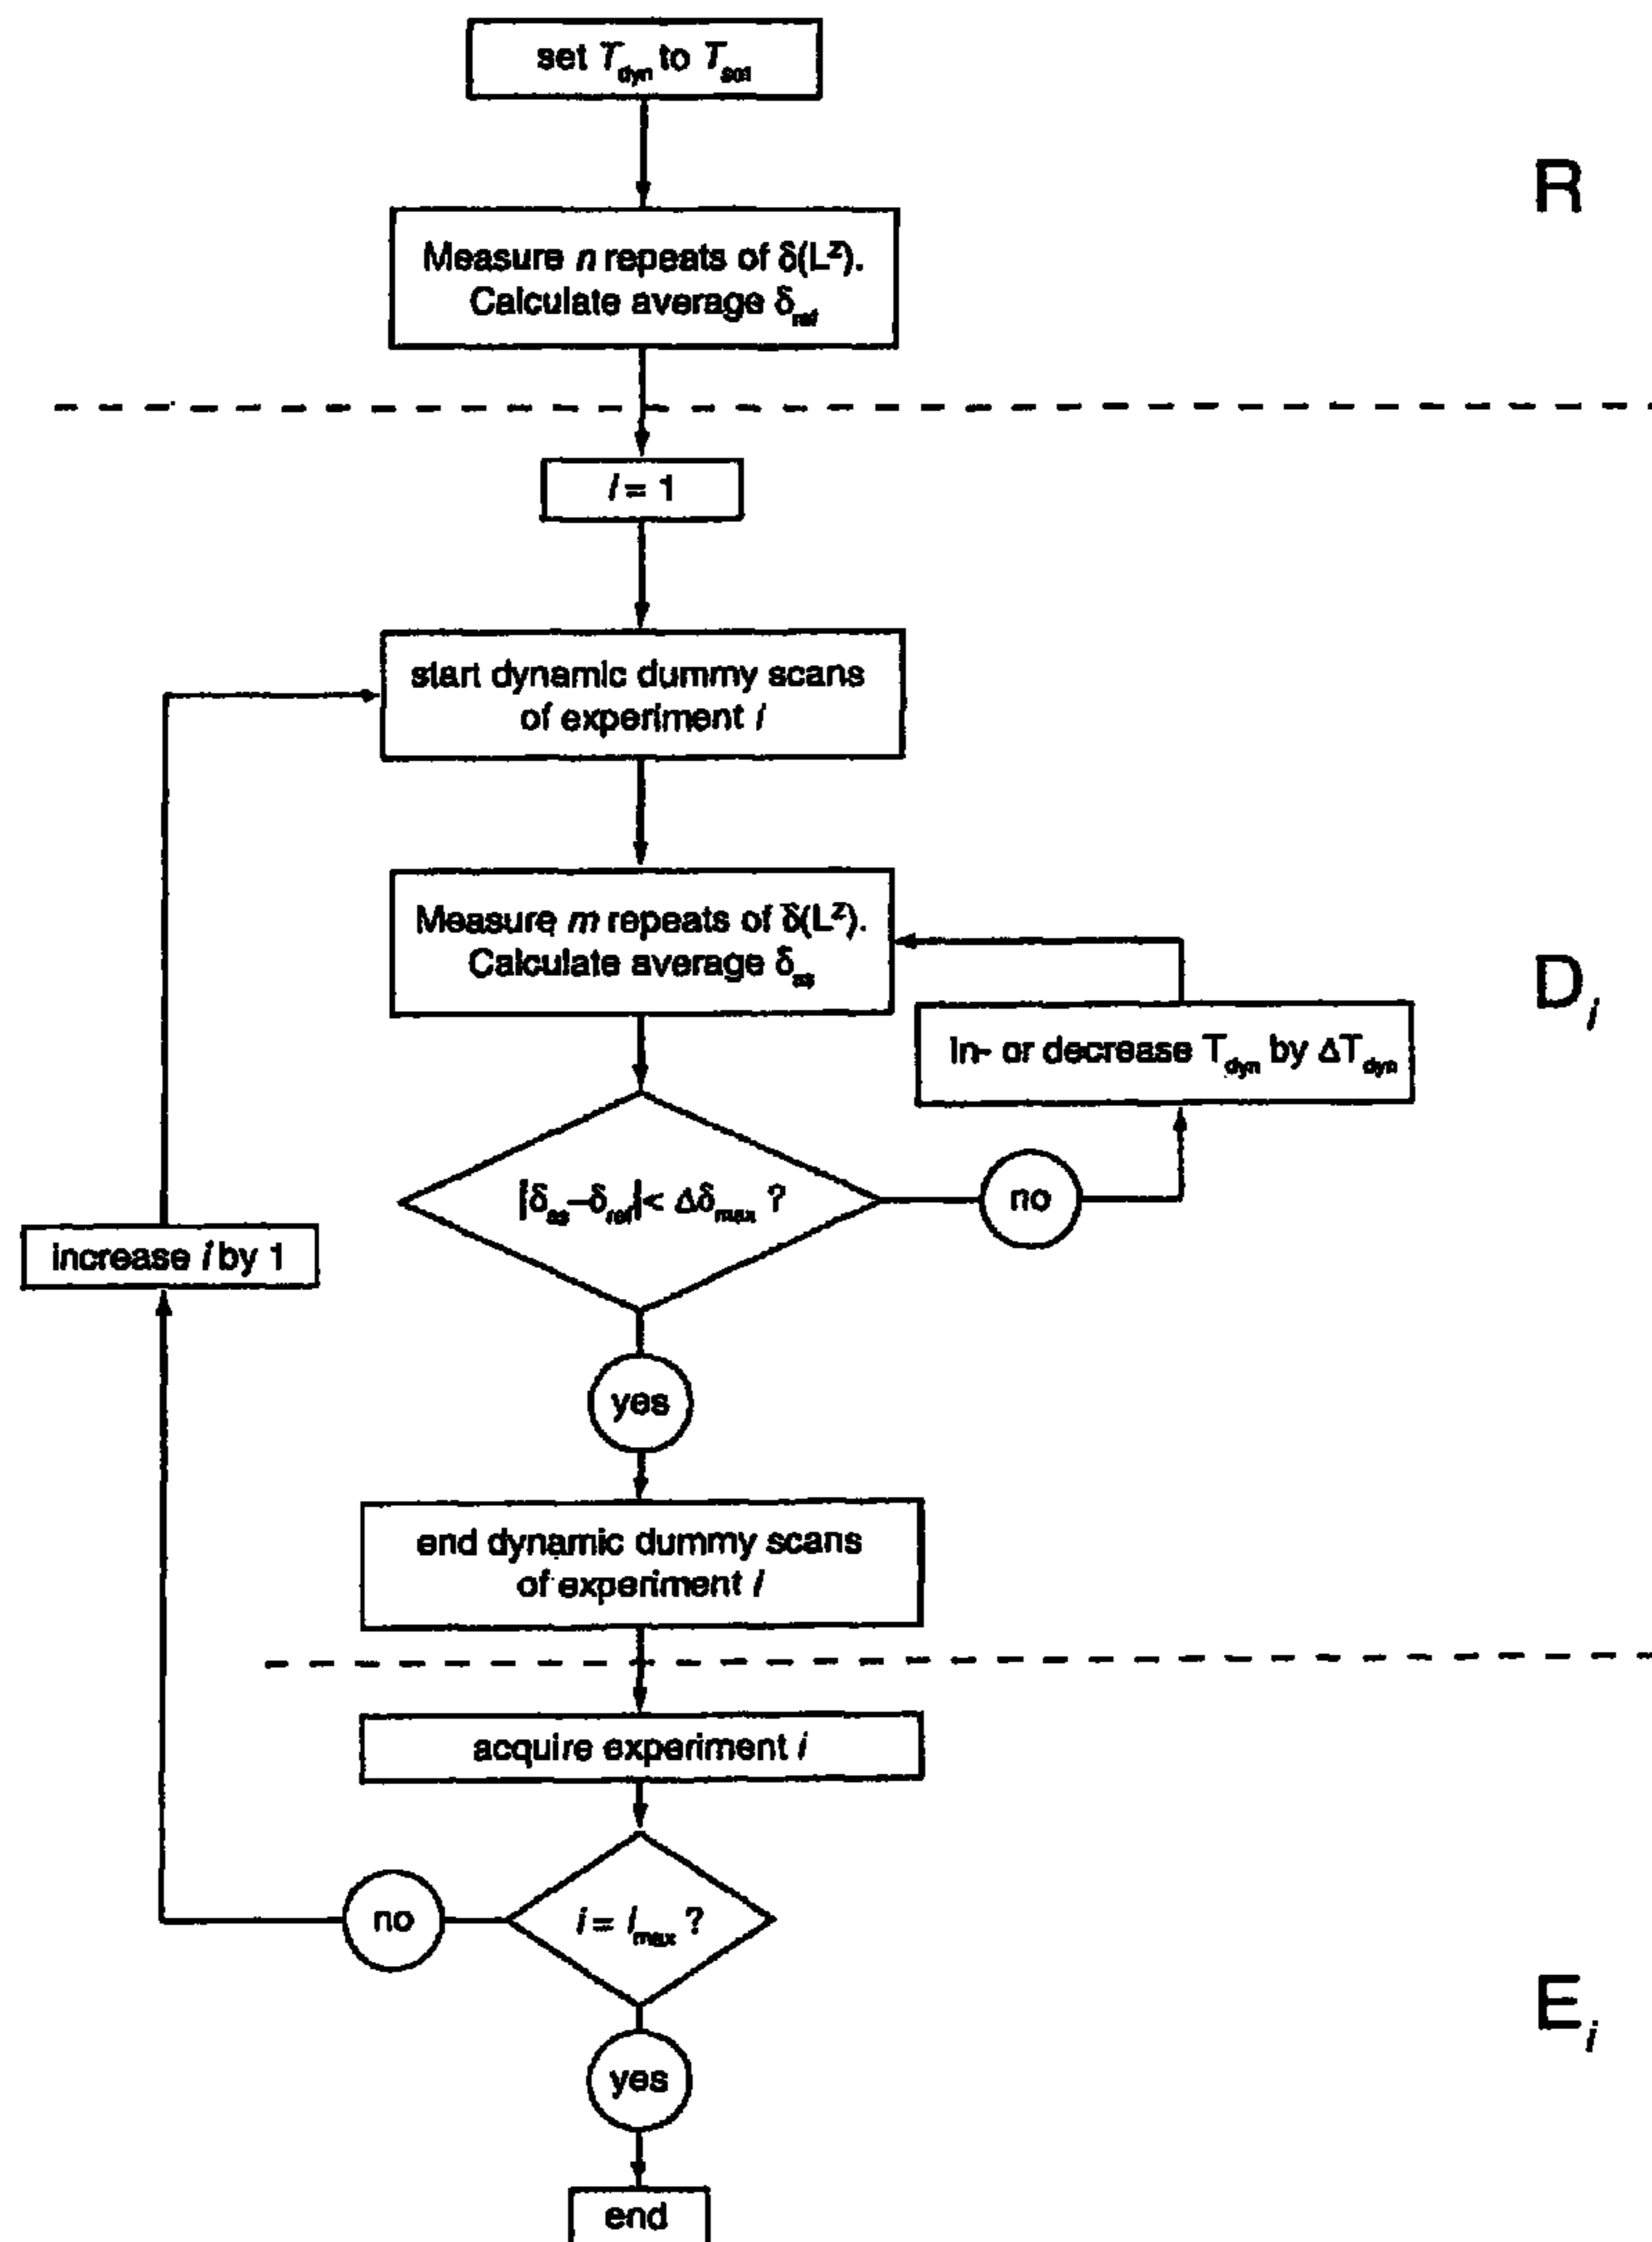 set T_dyn to T_set
R
Measure n repeats of δ(L^z).
Calculate average δ_ref
i = 1
start dynamic dummy scans
of experiment i
Measure m repeats of δ(L^z).
Calculate average δ_as
D_i
In- or decrease T_dyn by ΔT_dyn
|δ_as–δ_ref|< Δδ_max ?
no
increase i by 1
yes
end dynamic dummy scans
of experiment i
acquire experiment i
no
i = i_max ?
E_i
yes
end